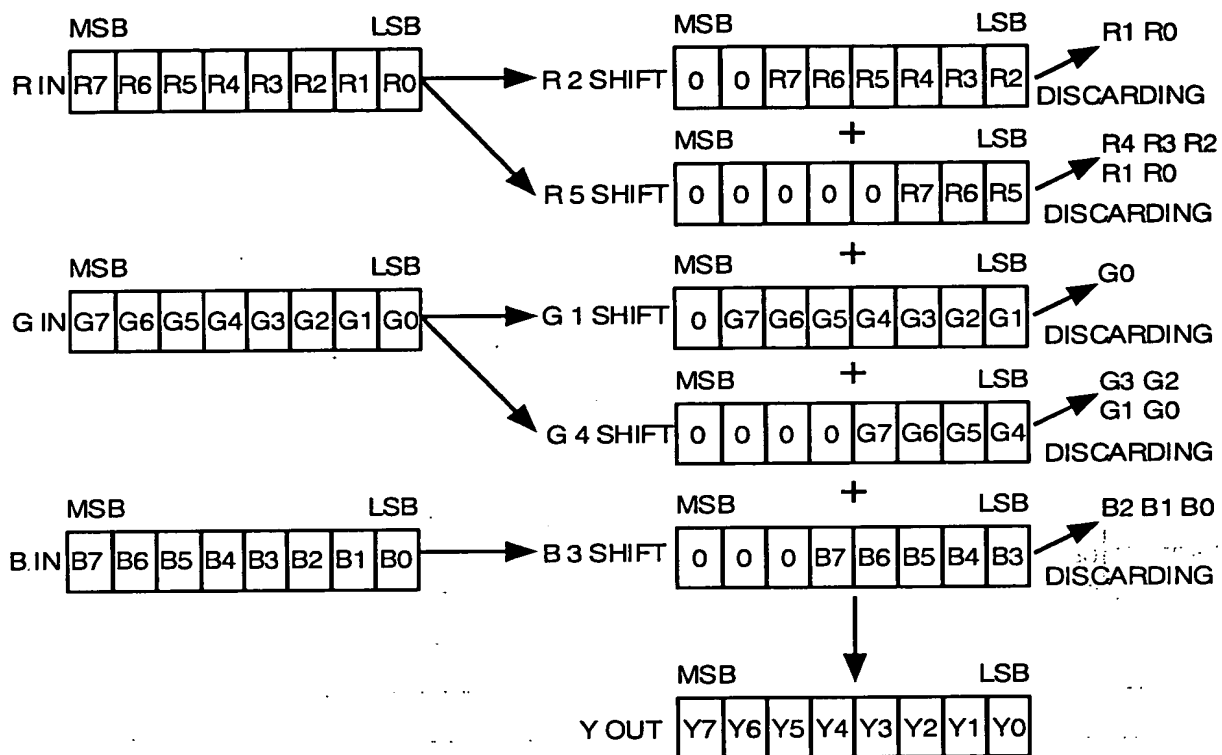 MSB LSB
R IN R7 R6 R5 R4 R3 R2 R1 R0
MSB LSB
R 2 SHIFT 0 0 R7 R6 R5 R4 R3 R2
R1 R0
DISCARDING
+
MSB LSB
R 5 SHIFT 0 0 0 0 0 R7 R6 R5
R4 R3 R2
R1 R0
DISCARDING
+
MSB LSB
G IN G7 G6 G5 G4 G3 G2 G1 G0
MSB LSB
G 1 SHIFT 0 G7 G6 G5 G4 G3 G2 G1
G0
DISCARDING
+
MSB LSB
G 4 SHIFT 0 0 0 0 G7 G6 G5 G4
G3 G2
G1 G0
DISCARDING
+
MSB LSB
B IN B7 B6 B5 B4 B3 B2 B1 B0
MSB LSB
B 3 SHIFT 0 0 0 B7 B6 B5 B4 B3
B2 B1 B0
DISCARDING
MSB LSB
Y OUT Y7 Y6 Y5 Y4 Y3 Y2 Y1 Y0